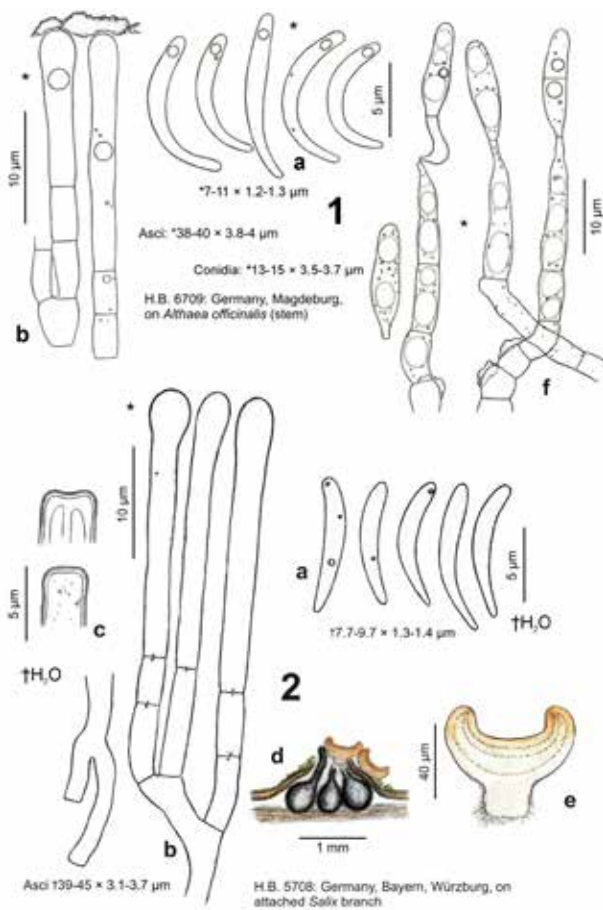 *
*
10 µm
a
5 µm
*7-11 × 1.2-1.3 µm
1
Asci: *38-40 × 3.8-4 µm
Conidia: *13-15 × 3.5-3.7 µm
H.B. 6709: Germany, Magdeburg,
on Althaea officinalis (stem)
b
*
10 µm
f
*
10 µm
c
5 µm
†H₂O
a
5 µm
†H₂O
†7.7-9.7 × 1.3-1.4 µm
2
d
1 mm
40 µm
e
b
Asci †39-45 × 3.1-3.7 µm
H.B. 5708: Germany, Bayern, Würzburg, on
attached Salix branch